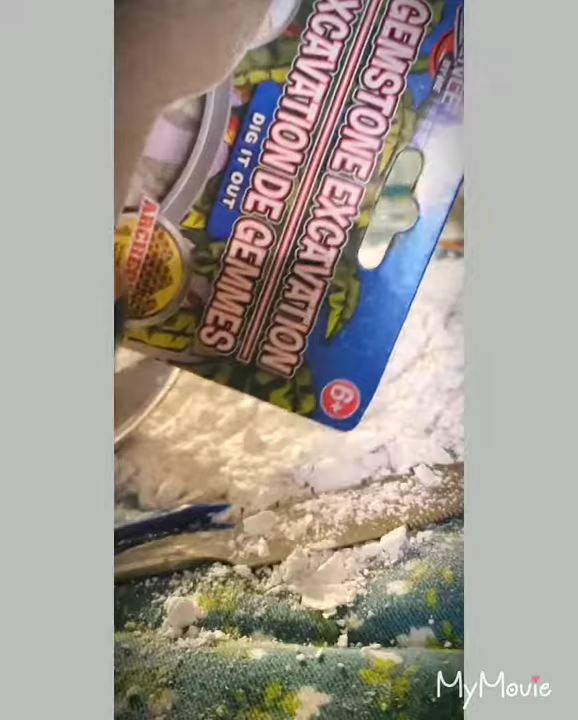 GEMSTONE EXCAVATION
EXCAVATION DE GEMMES
DIG IT OUT
6+
MyMovie